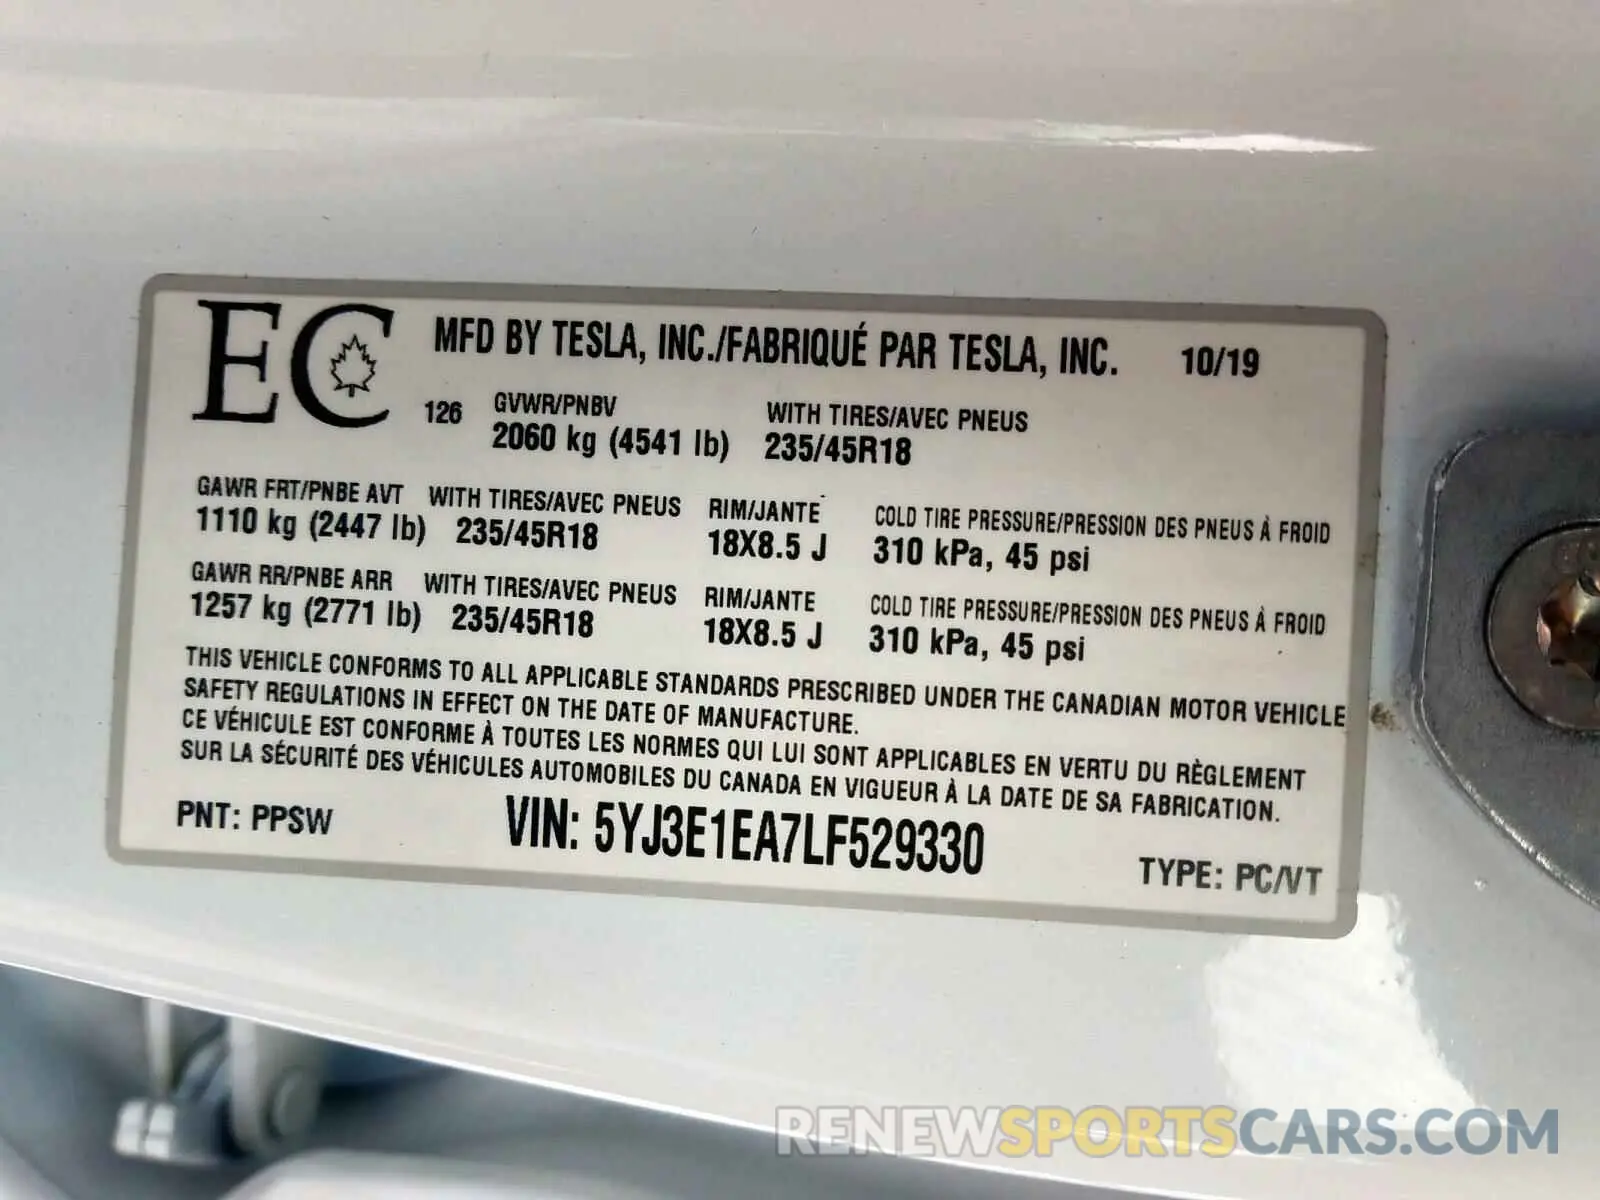 EC MFD BY TESLA, INC./FABRIQUÉ PAR TESLA, INC. 10/19
126 GVWR/PNBV WITH TIRES/AVEC PNEUS
2060 kg (4541 lb) 235/45R18
GAWR FRT/PNBE AVT WITH TIRES/AVEC PNEUS RIM/JANTE COLD TIRE PRESSURE/PRESSION DES PNEUS À FROID
1110 kg (2447 lb) 235/45R18 18X8.5 J 310 kPa, 45 psi
GAWR RR/PNBE ARR WITH TIRES/AVEC PNEUS RIM/JANTE COLD TIRE PRESSURE/PRESSION DES PNEUS À FROID
1257 kg (2771 lb) 235/45R18 18X8.5 J 310 kPa, 45 psi
THIS VEHICLE CONFORMS TO ALL APPLICABLE STANDARDS PRESCRIBED UNDER THE CANADIAN MOTOR VEHICLE
SAFETY REGULATIONS IN EFFECT ON THE DATE OF MANUFACTURE.
CE VÉHICULE EST CONFORME À TOUTES LES NORMES QUI LUI SONT APPLICABLES EN VERTU DU RÈGLEMENT
SUR LA SÉCURITÉ DES VÉHICULES AUTOMOBILES DU CANADA EN VIGUEUR À LA DATE DE SA FABRICATION.
PNT: PPSW VIN: 5YJ3E1EA7LF529330 TYPE: PC/VT
RENEWSPORTSCARS.COM